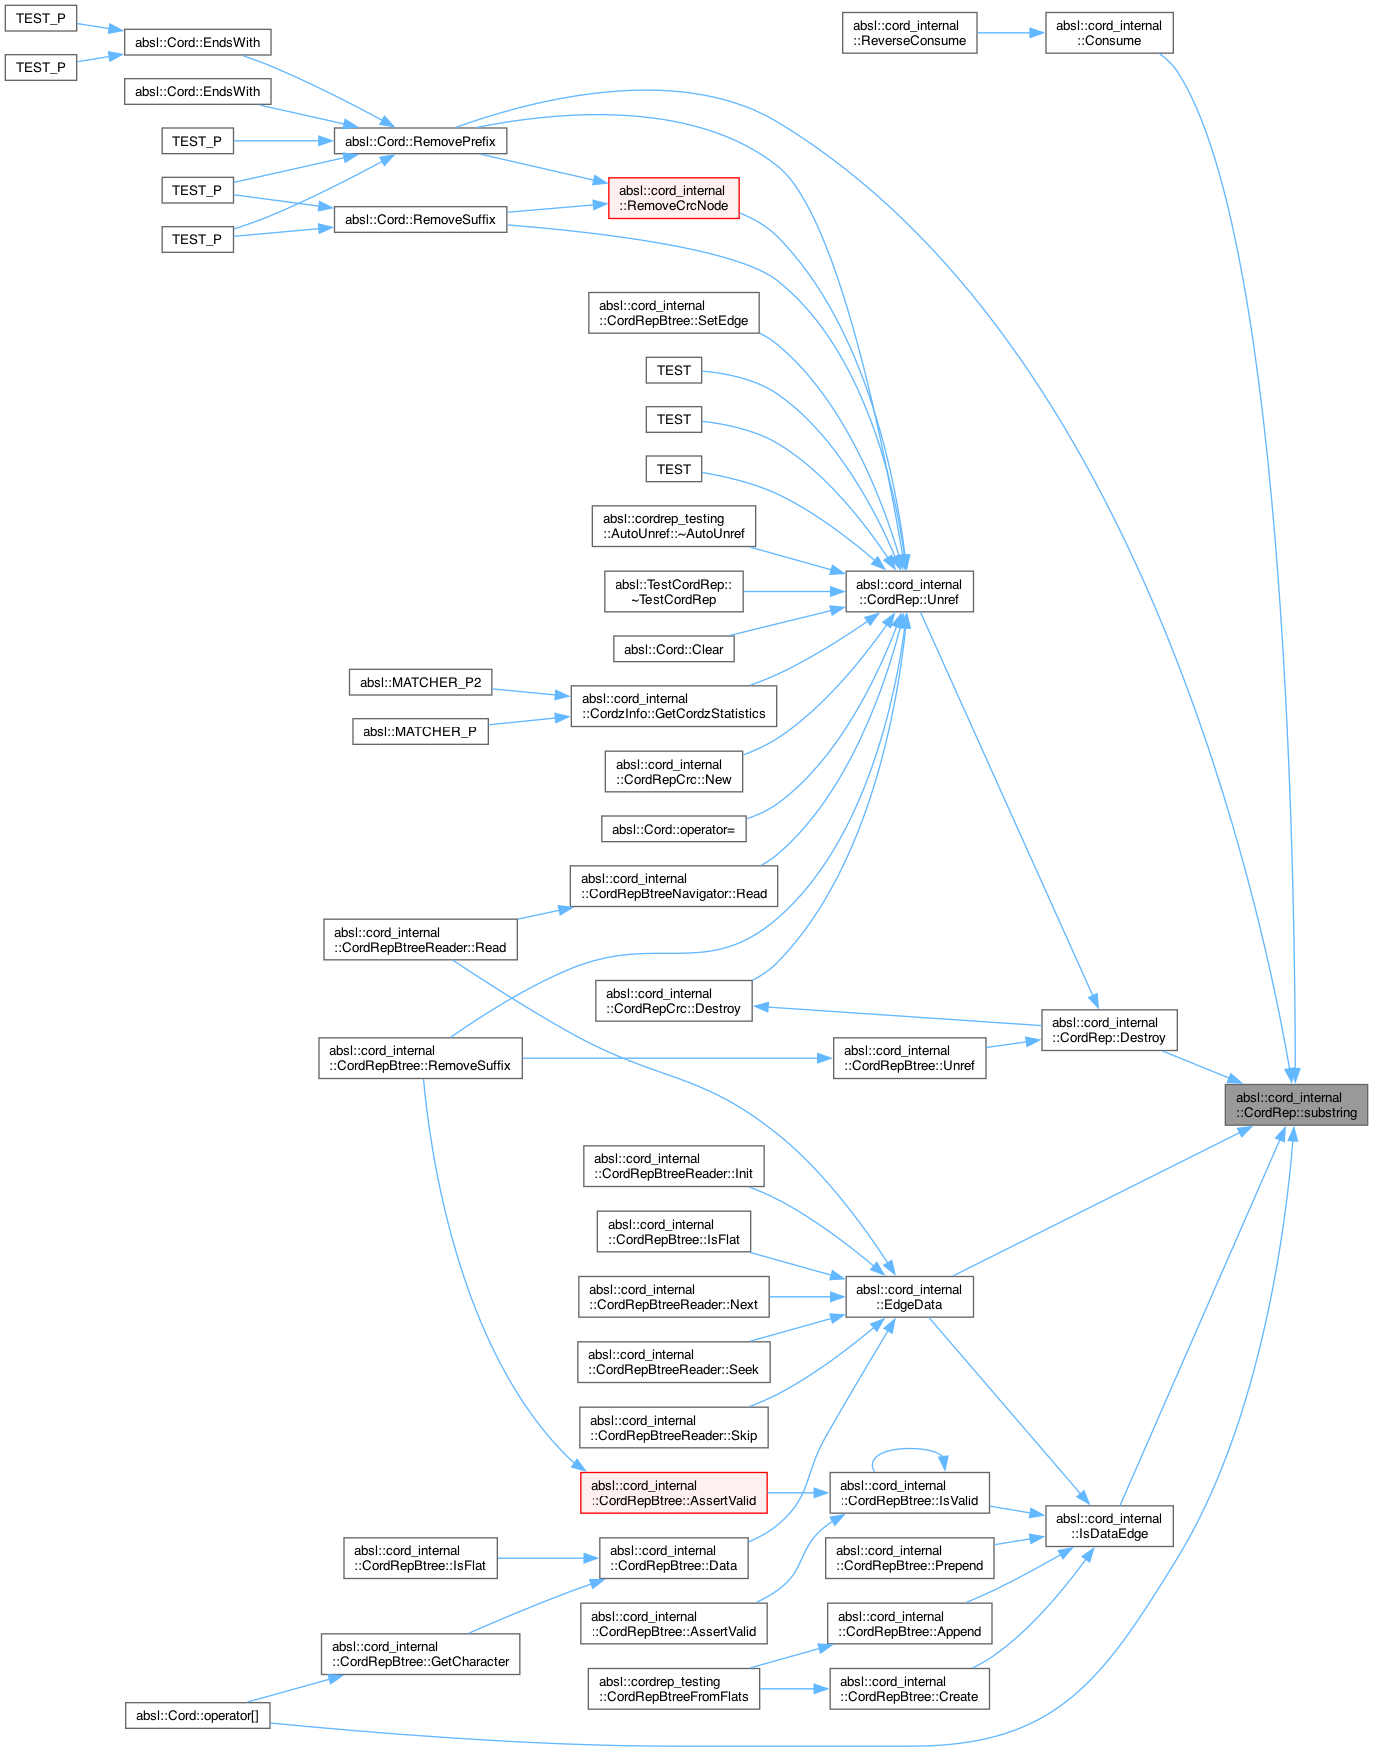 TEST_P
absl::cord_internal
::ReverseConsume
absl::cord_internal
::Consume
absl::Cord::EndsWith
TEST_P
absl::Cord::EndsWith
TEST_P
absl::Cord::RemovePrefix
TEST_P
absl::cord_internal
::RemoveCrcNode
absl::Cord::RemoveSuffix
TEST_P
absl::cord_internal
::CordRepBtree::SetEdge
TEST
TEST
TEST
absl::cordrep_testing
::AutoUnref::~AutoUnref
absl::TestCordRep::
~TestCordRep
absl::cord_internal
::CordRep::Unref
absl::Cord::Clear
absl::MATCHER_P2
absl::cord_internal
::CordzInfo::GetCordzStatistics
absl::MATCHER_P
absl::cord_internal
::CordRepCrc::New
absl::Cord::operator=
absl::cord_internal
::CordRepBtreeNavigator::Read
absl::cord_internal
::CordRepBtreeReader::Read
absl::cord_internal
::CordRepCrc::Destroy
absl::cord_internal
::CordRep::Destroy
absl::cord_internal
::CordRepBtree::RemoveSuffix
absl::cord_internal
::CordRepBtree::Unref
absl::cord_internal
::CordRep::substring
absl::cord_internal
::CordRepBtreeReader::Init
absl::cord_internal
::CordRepBtree::IsFlat
absl::cord_internal
::CordRepBtreeReader::Next
absl::cord_internal
::EdgeData
absl::cord_internal
::CordRepBtreeReader::Seek
absl::cord_internal
::CordRepBtreeReader::Skip
absl::cord_internal
::CordRepBtree::AssertValid
absl::cord_internal
::CordRepBtree::IsValid
absl::cord_internal
::IsDataEdge
absl::cord_internal
::CordRepBtree::IsFlat
absl::cord_internal
::CordRepBtree::Data
absl::cord_internal
::CordRepBtree::Prepend
absl::cord_internal
::CordRepBtree::AssertValid
absl::cord_internal
::CordRepBtree::Append
absl::cord_internal
::CordRepBtree::GetCharacter
absl::cordrep_testing
::CordRepBtreeFromFlats
absl::cord_internal
::CordRepBtree::Create
absl::Cord::operator[]